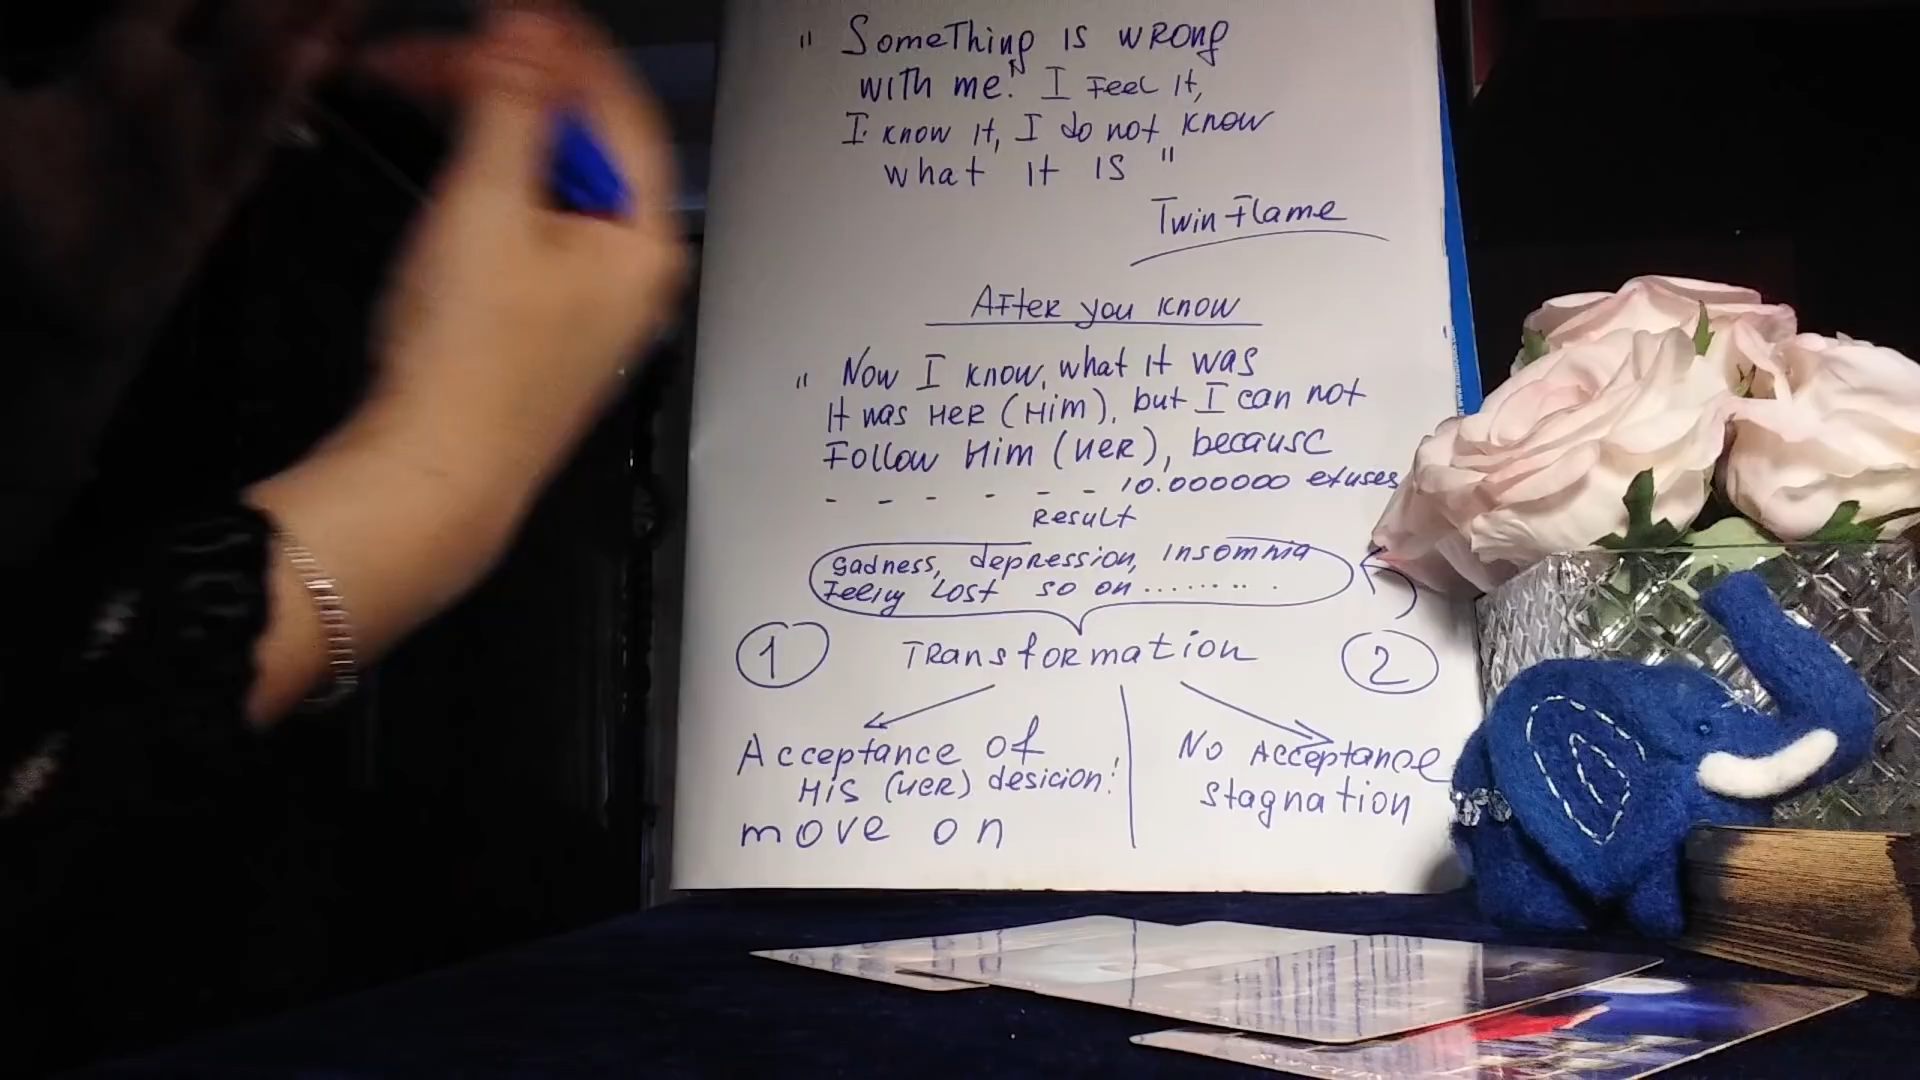 " Something is wrong
with me." I Feel it,
I know it, I do not know
what it is "
Twin Flame
After you know
" Now I know, what it was
It was Her (Him), but I can not
Follow Him (Her), because
- - - - - - 10.000000 exuses
Result
Sadness, depression, insomnia
Feeling Lost so on .........
1 Transformation 2
Acceptance of
His (Her) desicion!
move on
No Acceptance
Stagnation